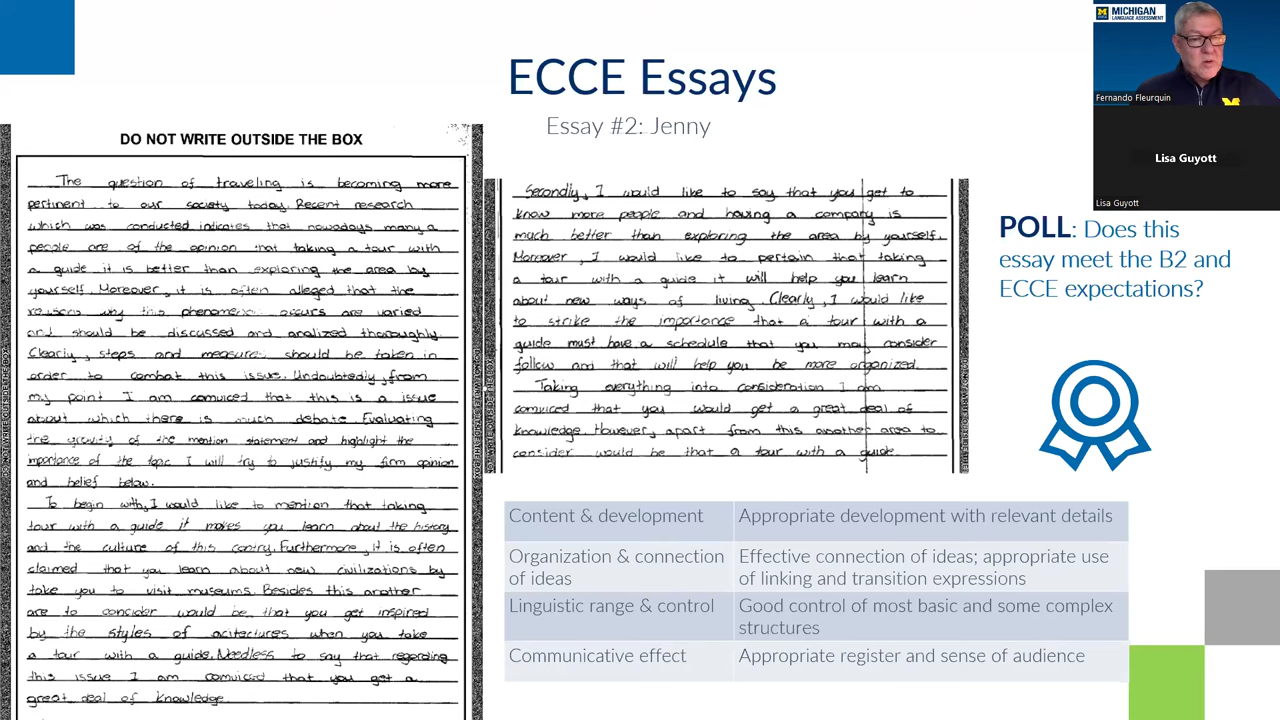 MICHIGAN
LANGUAGE ASSESSMENT
Fernando Fleurquin
Lisa Guyott
Lisa Guyott
ECCE Essays
Essay #2: Jenny
DO NOT WRITE OUTSIDE THE BOX
The question of traveling is becoming more
pertinent to our society today. Recent research
which was conducted indicates that nowadays many a
people are of the opinion that taking a tour with
a guide it is better than exploring the area by
yourself. Moreover, it is often alleged that the
reasons why this phenomenon occurs are varied
and should be discussed and analized thoroughly.
Clearly, steps and measures should be taken in
order to combat this issue. Undoubtedly, from
my point I am comviced that this is a issue
about which there is much debate. Evaluating
the gravity of the mention statement and highlight the
importance of the topic I will try to justify my firm opinion
and belief below.
To begin with, I would like to mention that taking
tour with a guide it makes you learn about the history
and the culture of this contry. Furthermore, it is often
claimed that you learn about new civilizations by
take you to visit museums. Besides this another
are to concider would be that you get inspired
by the styles of acitectures when you take
a tour with a guide. Needless to say that regarding
this issue I am comviced that you get a
great deal of knowledge.
Secondly, I would like to say that you get to
know more people and having a company is
much better than exploring the area by yourself.
Moreover, I would like to pertain that taking
a tour with a guide it will help you learn
about new ways of living. Clearly, I would like
to strike the importance that a tour with a
guide must have a schedule that you may consider
follow and that will help you be more organized.
Taking everything into consideration I am
comviced that you would get a great deal of
knowledge. However, apart from this another area to
consider would be that a tour with a guide.
POLL: Does this
essay meet the B2 and
ECCE expectations?
Content & development Appropriate development with relevant details
Organization & connection of ideas Effective connection of ideas; appropriate use
of linking and transition expressions
Linguistic range & control Good control of most basic and some complex
structures
Communicative effect Appropriate register and sense of audience